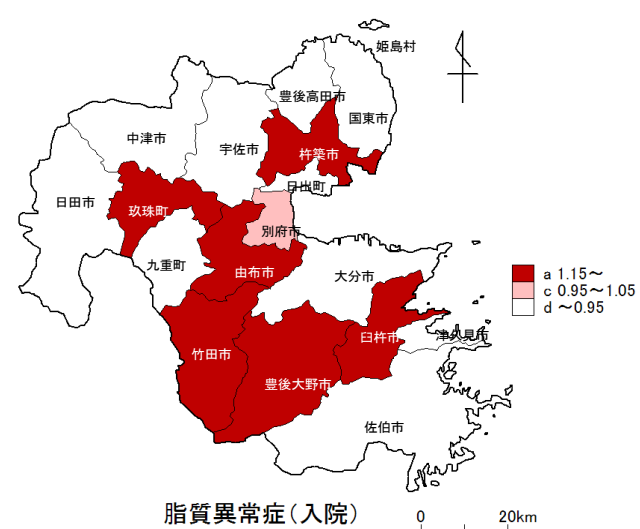 姫島村
豊後高田市
国東市
中津市
宇佐市
杵築市
日出町
日田市
玖珠町
別府市
九重町
由布市
大分市
a 1.15～
c 0.95～1.05
d ～0.95
臼杵市
津久見市
竹田市
豊後大野市
佐伯市
脂質異常症(入院)
0 20km